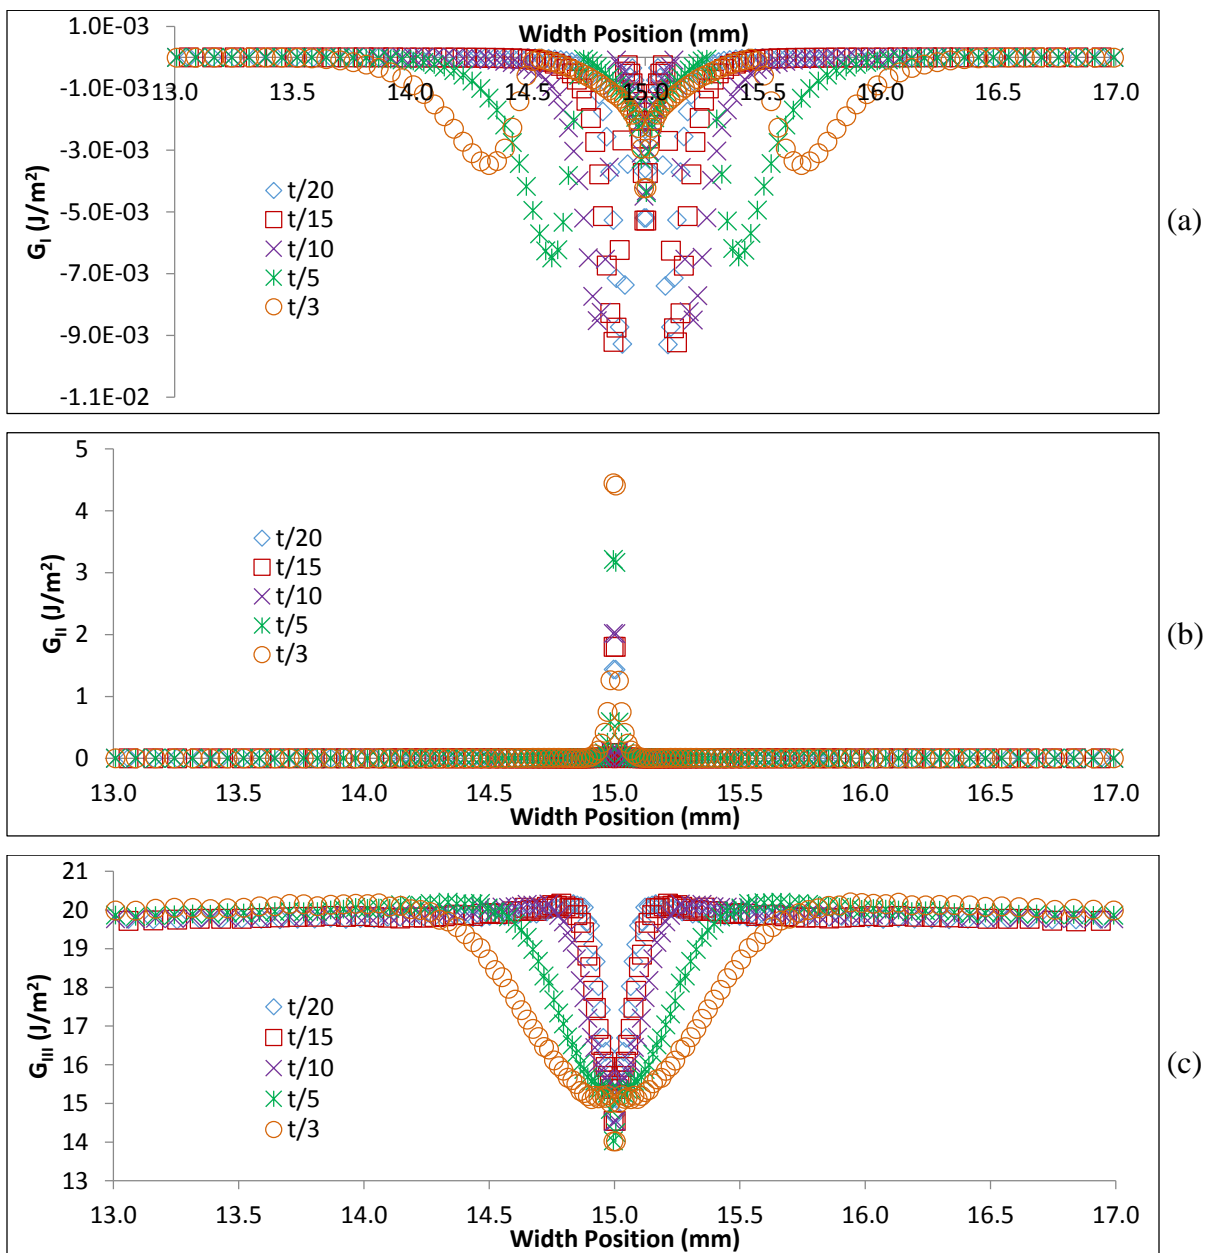 1.0E-03
Width Position (mm)
-1.0E-03
13.0 13.5 14.0 14.5 15.0 15.5 16.0 16.5 17.0
-3.0E-03
-5.0E-03
-7.0E-03
-9.0E-03
-1.1E-02
G_I (J/m²)
t/20
t/15
t/10
t/5
t/3
(a)
5
4
3
2
1
0
G_II (J/m²)
t/20
t/15
t/10
t/5
t/3
13.0 13.5 14.0 14.5 15.0 15.5 16.0 16.5 17.0
Width Position (mm)
(b)
21
20
19
18
17
16
15
14
13
G_III (J/m²)
t/20
t/15
t/10
t/5
t/3
13.0 13.5 14.0 14.5 15.0 15.5 16.0 16.5 17.0
Width Position (mm)
(c)